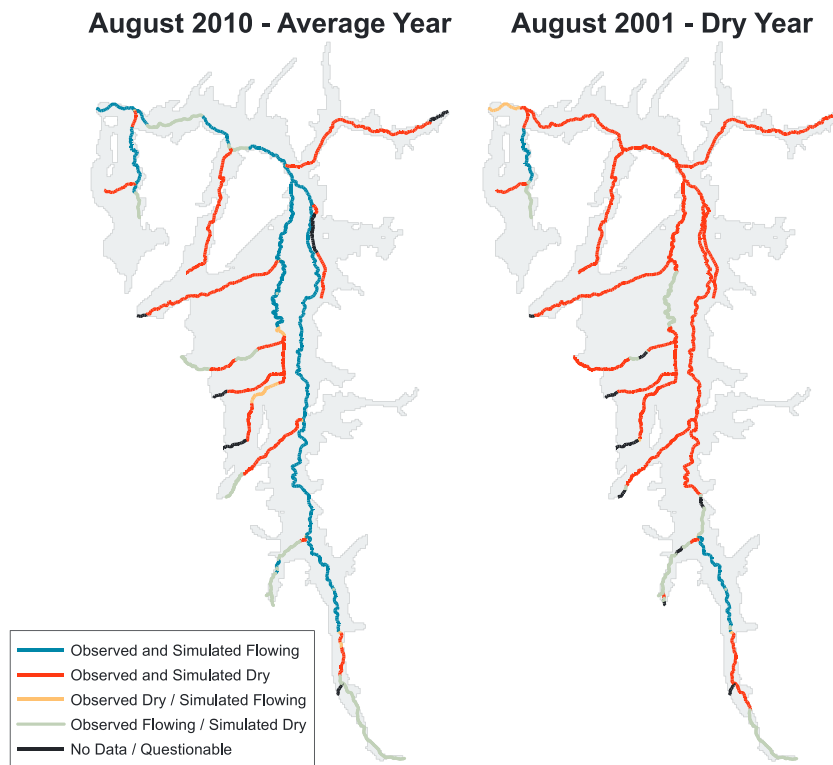 August 2010 - Average Year
August 2001 - Dry Year
Observed and Simulated Flowing
Observed and Simulated Dry
Observed Dry / Simulated Flowing
Observed Flowing / Simulated Dry
No Data / Questionable